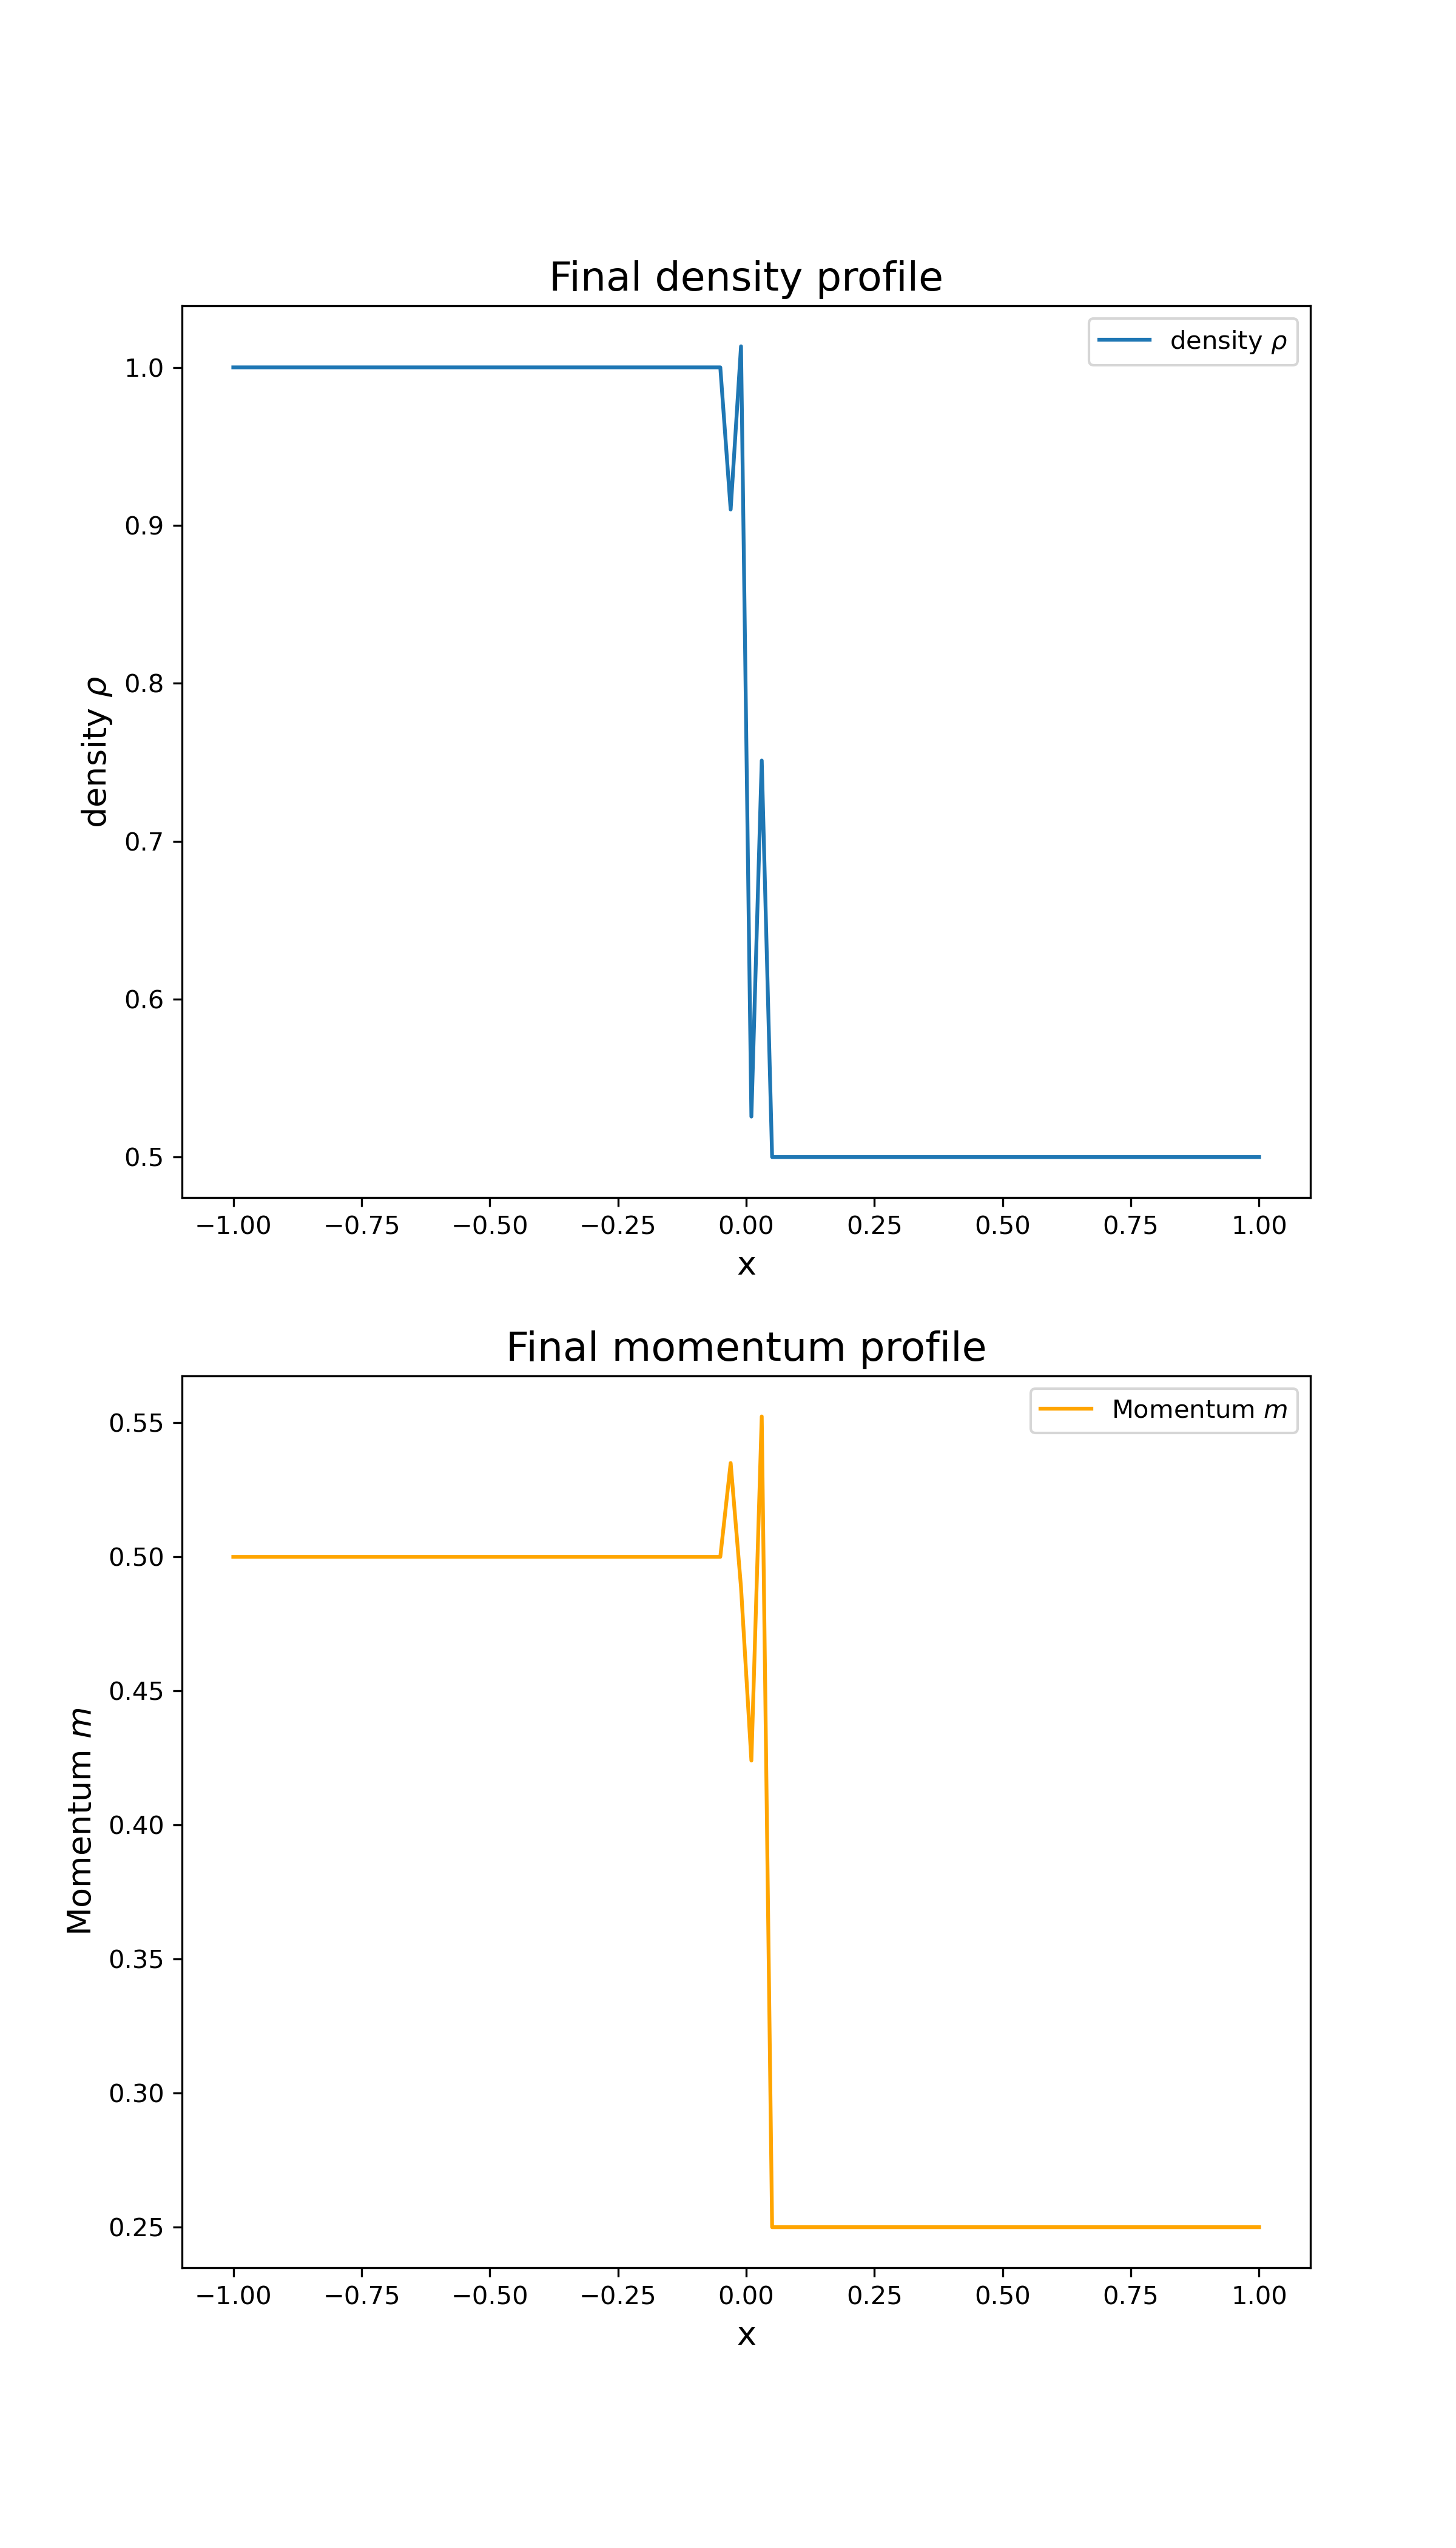 Final density profile
density ρ
density ρ
1.0
0.9
0.8
0.7
0.6
0.5
−1.00 −0.75 −0.50 −0.25 0.00 0.25 0.50 0.75 1.00
x
Final momentum profile
Momentum m
Momentum m
0.55
0.50
0.45
0.40
0.35
0.30
0.25
−1.00 −0.75 −0.50 −0.25 0.00 0.25 0.50 0.75 1.00
x